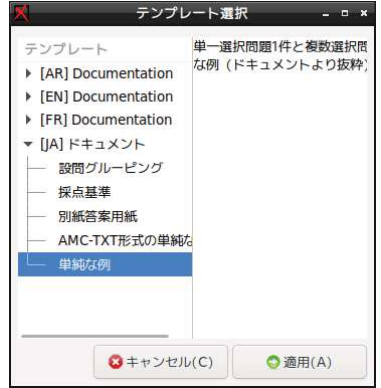 テンプレート選択
テンプレート
[AR] Documentation
[EN] Documentation
[FR] Documentation
[JA] ドキュメント
設問グルーピング
採点基準
別紙答案用紙
AMC-TXT形式の単純な
単純な例
単一選択問題1件と複数選択問
な例（ドキュメントより抜粋）
キャンセル(C)
適用(A)